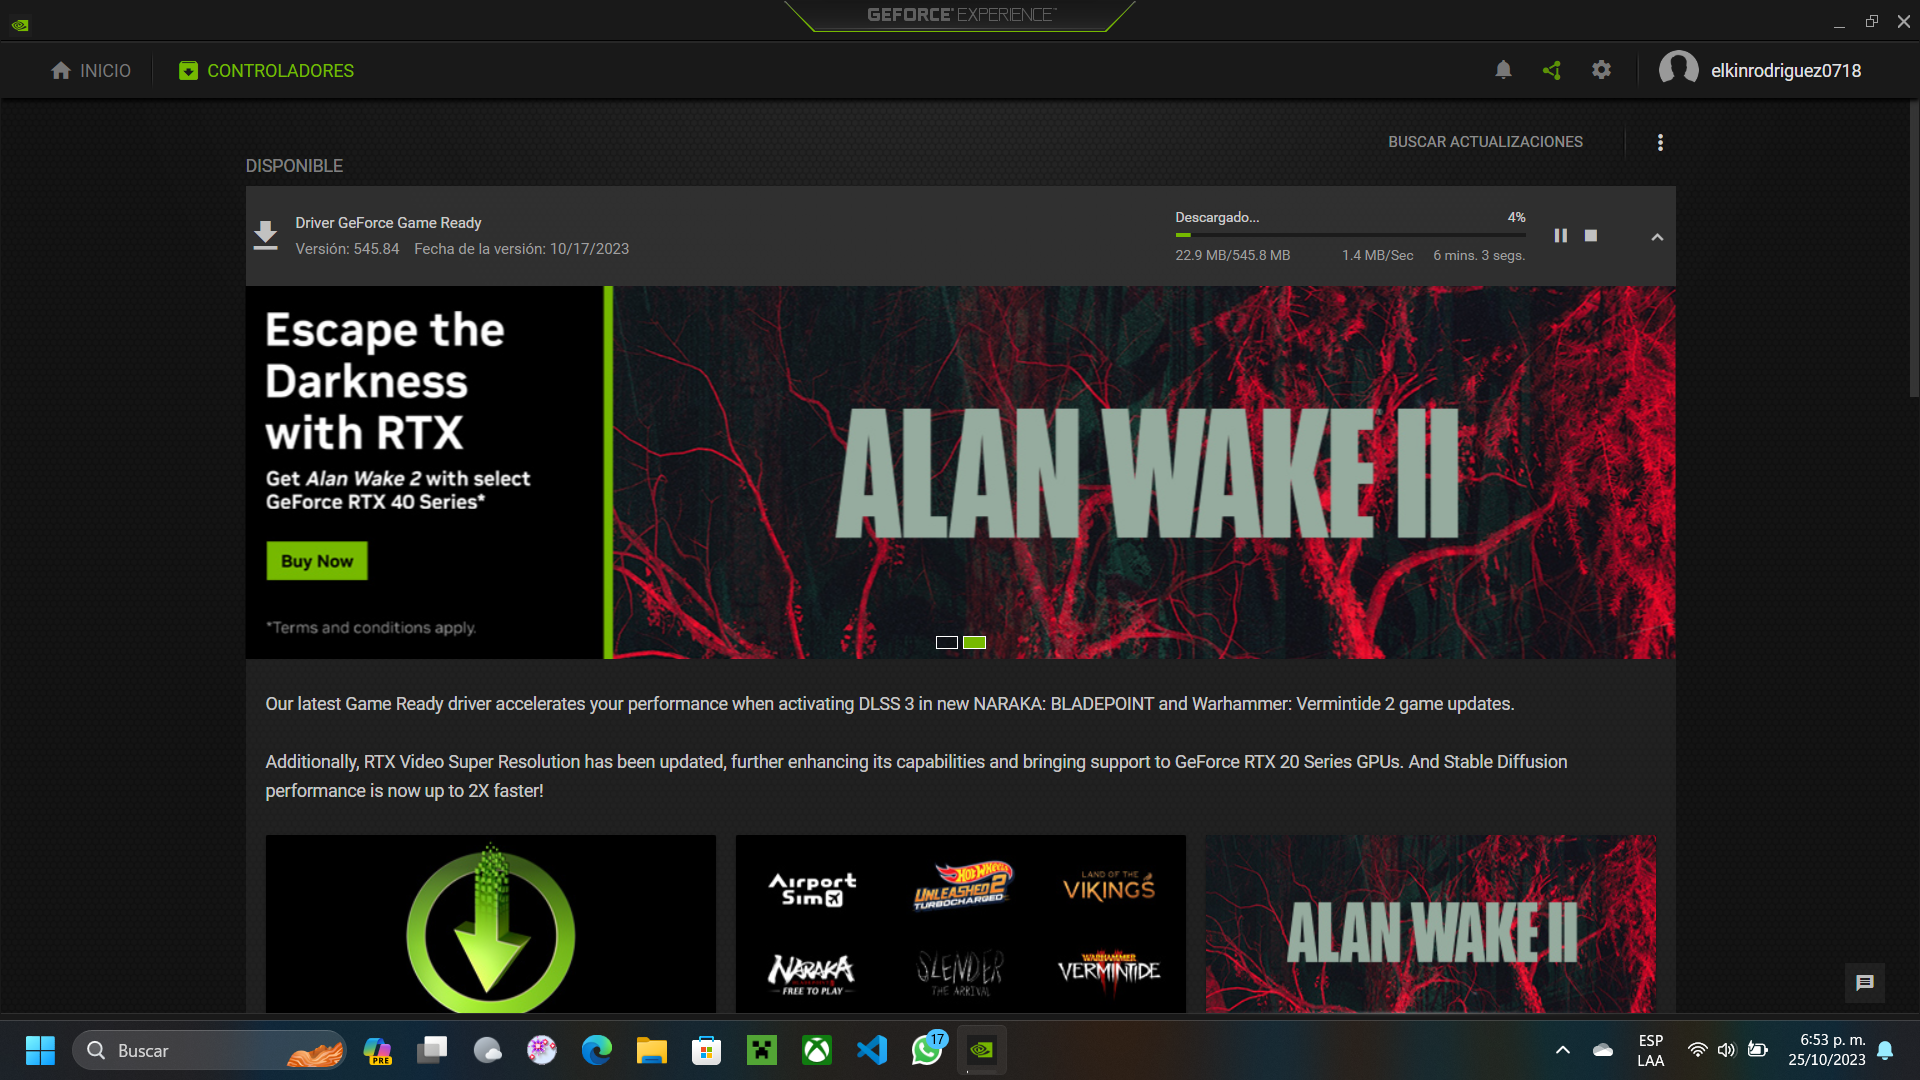 GEFORCE EXPERIENCE™
INICIO
CONTROLADORES
elkinrodriguez0718
BUSCAR ACTUALIZACIONES
DISPONIBLE
Driver GeForce Game Ready
Versión: 545.84 Fecha de la versión: 10/17/2023
Descargado... 4%
22.9 MB/545.8 MB 1.4 MB/Sec 6 mins. 3 segs.
Escape the
Darkness
with RTX
Get Alan Wake 2 with select
GeForce RTX 40 Series*
Buy Now
*Terms and conditions apply.
ALAN WAKE II
Our latest Game Ready driver accelerates your performance when activating DLSS 3 in new NARAKA: BLADEPOINT and Warhammer: Vermintide 2 game updates.
Additionally, RTX Video Super Resolution has been updated, further enhancing its capabilities and bringing support to GeForce RTX 20 Series GPUs. And Stable Diffusion
performance is now up to 2X faster!
Airport
Sim
HOT WHEELS
UNLEASHED 2
TURBOCHARGED
LAND OF THE
VIKINGS
NARAKA
FREE TO PLAY
SLENDER
THE ARRIVAL
WARHAMMER
VERMINTIDE
ALAN WAKE II
Buscar
PRE
17
ESP
LAA
6:53 p. m.
25/10/2023